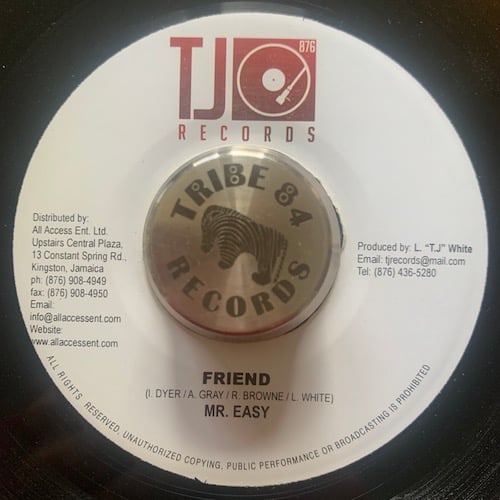 TJ
876
RECORDS
TRIBE 84
RECORDS
Distributed by:
All Access Ent. Ltd.
Upstairs Central Plaza,
13 Constant Spring Rd.,
Kingston, Jamaica
ph: (876) 908-4949
fax: (876) 908-4950
Email:
info@allaccessent.com
Website:
www.allaccessent.com
Produced by: L. "T.J" White
Email: tjrecords@mail.com
Tel: (876) 436-5280
FRIEND
(I. DYER / A. GRAY / R. BROWNE / L. WHITE)
MR. EASY
ALL RIGHTS RESERVED, UNAUTHORIZED COPYING, PUBLIC PERFORMANCE OR BROADCASTING IS PROHIBITED